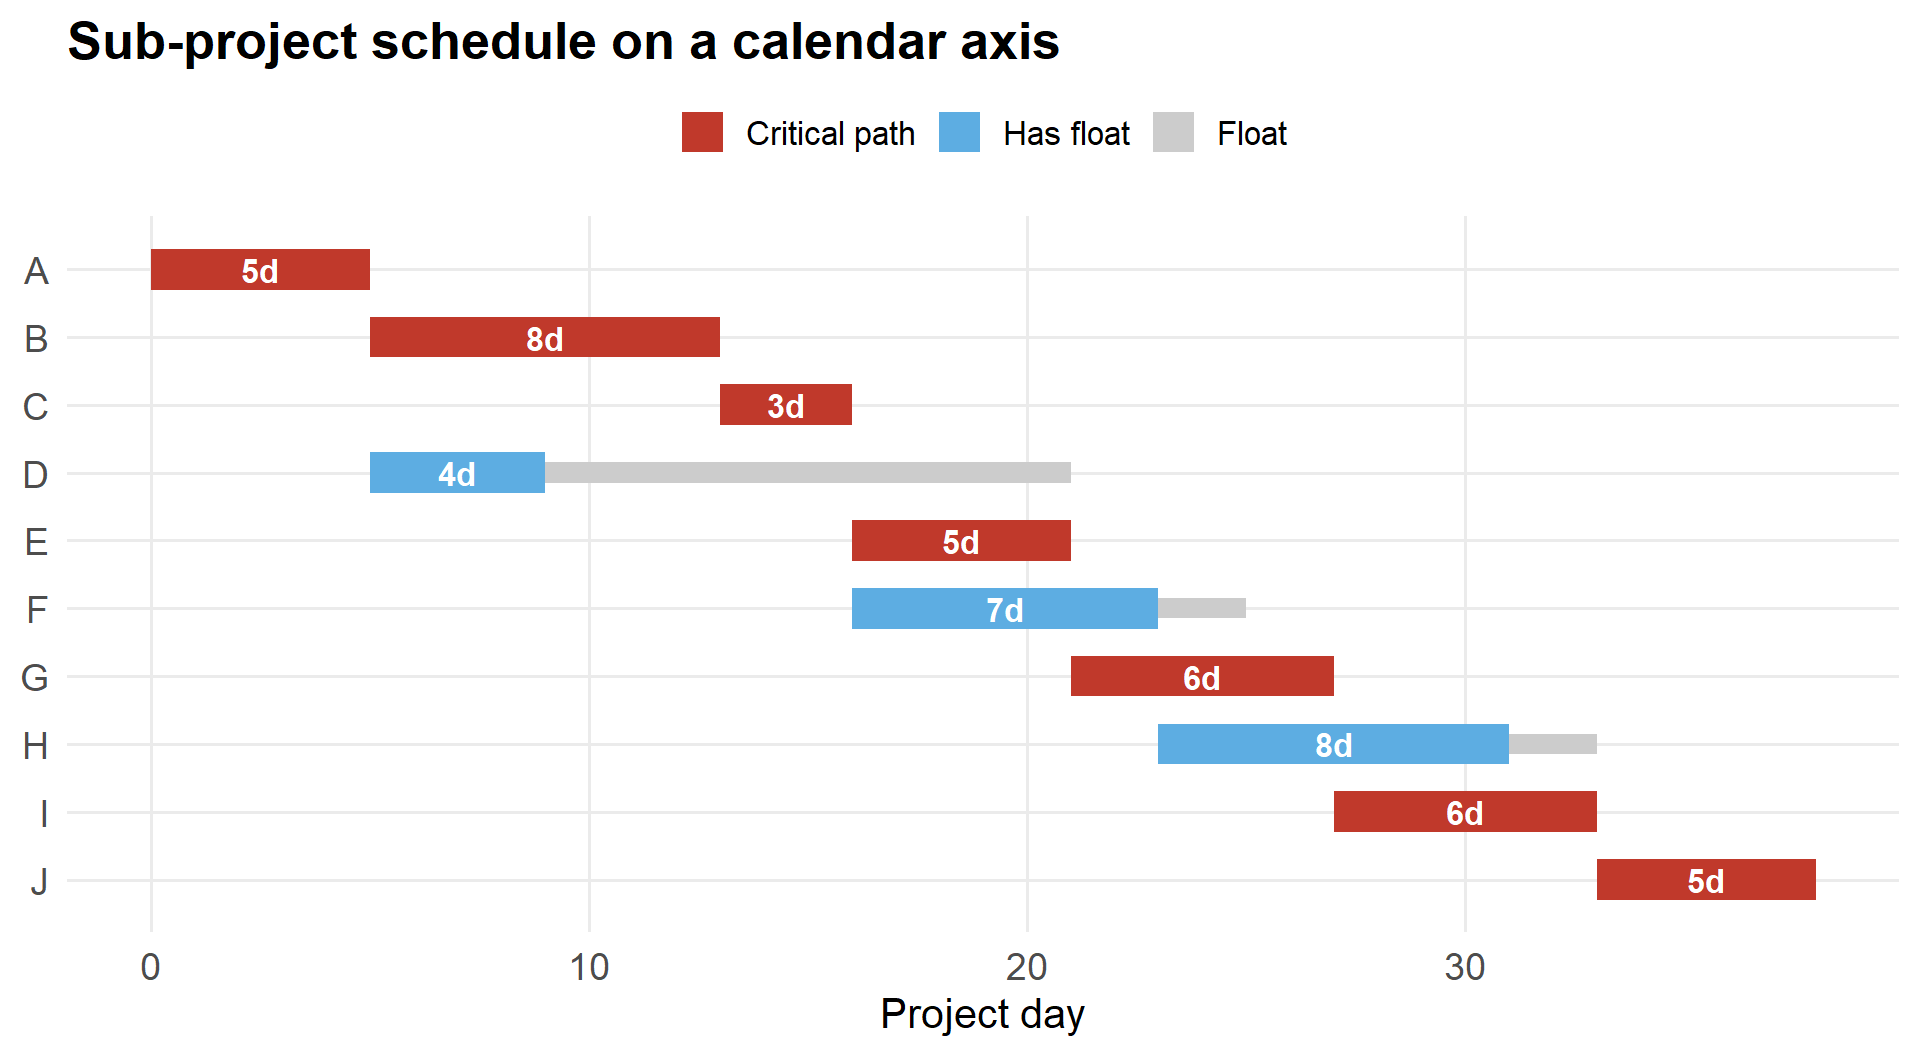 Sub-project schedule on a calendar axis
Critical path Has float Float
A 5d
B 8d
C 3d
D 4d
E 5d
F 7d
G 6d
H 8d
I 6d
J 5d
0 10 20 30
Project day